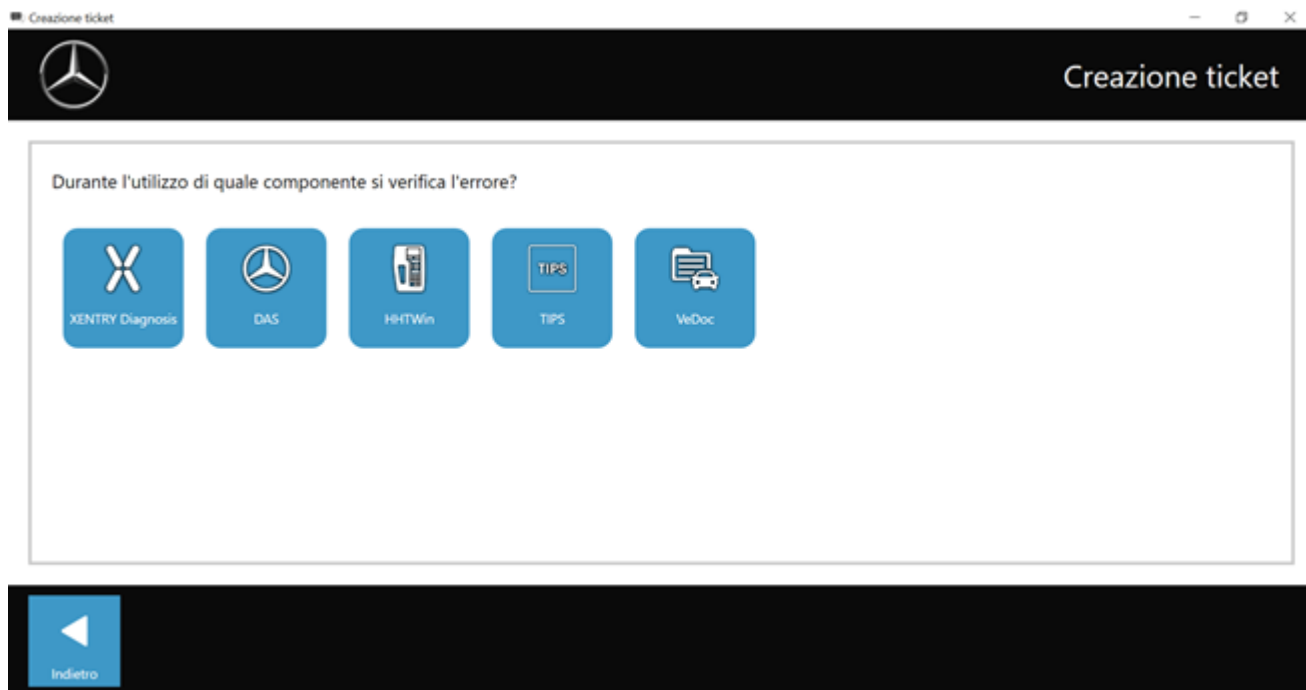 Creazione ticket
Creazione ticket
Durante l'utilizzo di quale componente si verifica l'errore?
XENTRY Diagnosis
DAS
HHTWin
TIPS
TIPS
VeDoc
Indietro